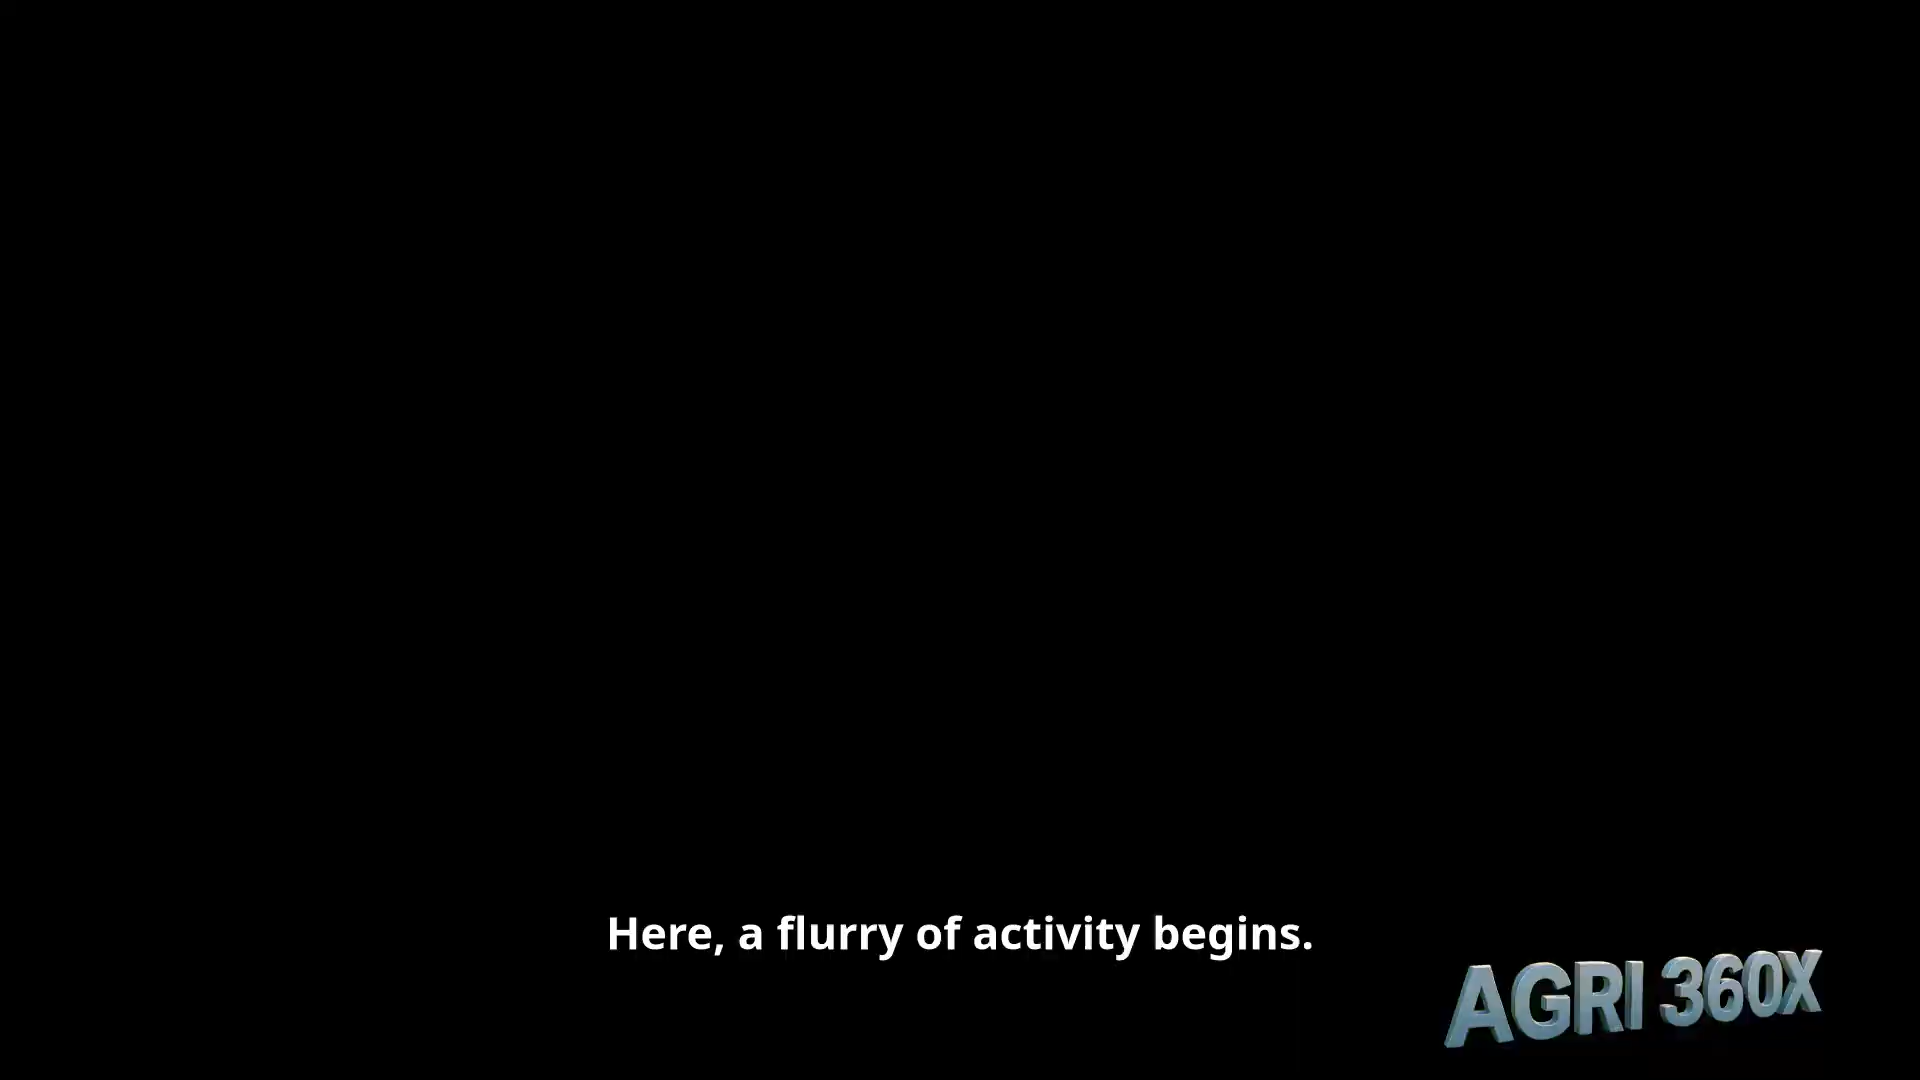 Here, a flurry of activity begins.
AGRI 360X